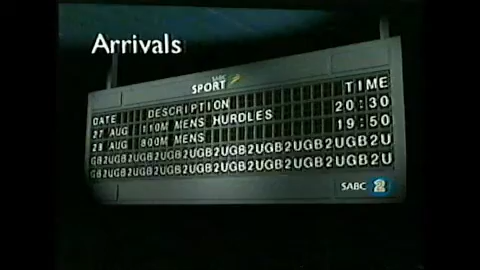 Arrivals
SABC
SPORT
DATE DESCRIPTION TIME
27 AUG 110M MENS HURDLES 20:30
28 AUG 800M MENS 19:50
GB2UGB2UGB2UGB2UGB2UGB2UGB2UGB2UGB2U
GB2UGB2UGB2UGB2UGB2UGB2UGB2UGB2UGB2U
SABC 2